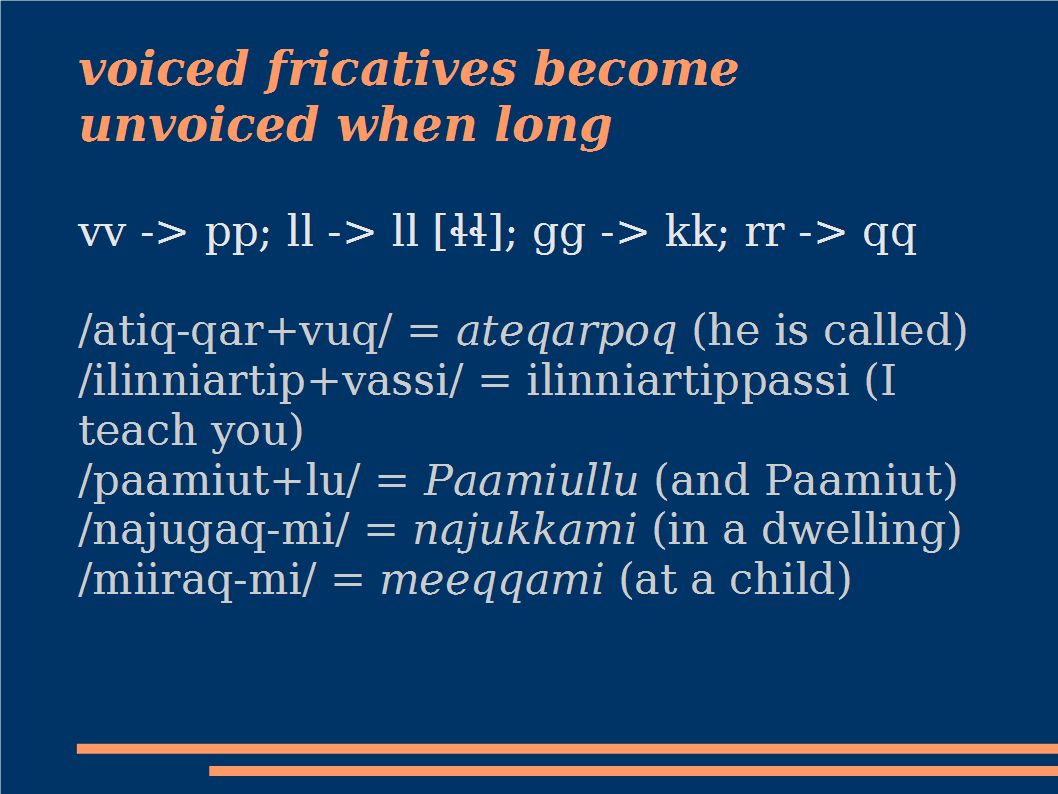 voiced fricatives become
unvoiced when long
vv -> pp; ll -> ll [ɬɬ]; gg -> kk; rr -> qq
/atiq-qar+vuq/ = ateqarpoq (he is called)
/ilinniartip+vassi/ = ilinniartippassi (I
teach you)
/paamiut+lu/ = Paamiullu (and Paamiut)
/najugaq-mi/ = najukkami (in a dwelling)
/miiraq-mi/ = meeqqami (at a child)